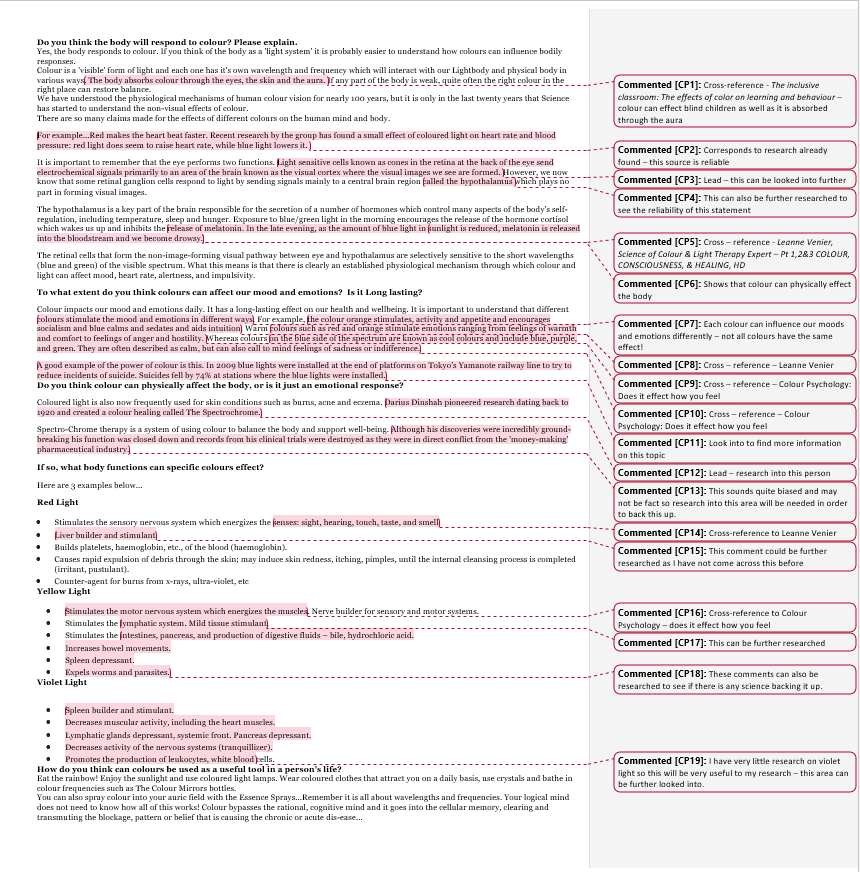 Do you think the body will respond to colour? Please explain.
Yes, the body responds to colour. If you think of the body as a 'light system' it is probably easier to understand how colours can influence bodily
responses.
Colour is a 'visible' form of light and each one has it's own wavelength and frequency which will interact with our Lightbody and physical body in
various ways. The body absorbs colour through the eyes, the skin and the aura. If any part of the body is weak, quite often the right colour in the
right place can restore balance.
We have understood the physiological mechanisms of human colour vision for nearly 100 years, but it is only in the last twenty years that Science
has started to understand the non-visual effects of colour.
There are so many claims made for the effects of different colours on the human mind and body.
For example...Red makes the heart beat faster. Recent research by the group has found a small effect of coloured light on heart rate and blood
pressure: red light does seem to raise heart rate, while blue light lowers it.
It is important to remember that the eye performs two functions. Light sensitive cells known as cones in the retina at the back of the eye send
electrochemical signals primarily to an area of the brain known as the visual cortex where the visual images we see are formed. However, we now
know that some retinal ganglion cells respond to light by sending signals mainly to a central brain region called the hypothalamus which plays no
part in forming visual images.
The hypothalamus is a key part of the brain responsible for the secretion of a number of hormones which control many aspects of the body's self-
regulation, including temperature, sleep and hunger. Exposure to blue/green light in the morning encourages the release of the hormone cortisol
which wakes us up and inhibits the release of melatonin. In the late evening, as the amount of blue light in sunlight is reduced, melatonin is released
into the bloodstream and we become drowsy.
The retinal cells that form the non-image-forming visual pathway between eye and hypothalamus are selectively sensitive to the short wavelengths
(blue and green) of the visible spectrum. What this means is that there is clearly an established physiological mechanism through which colour and
light can affect mood, heart rate, alertness, and impulsivity.
To what extent do you think colours can affect our mood and emotions? Is it Long lasting?
Colour impacts our mood and emotions daily. It has a long-lasting effect on our health and wellbeing. It is important to understand that different
colours stimulate the mood and emotions in different ways. For example, the colour orange stimulates, activity and appetite and encourages
socialism and blue calms and sedates and aids intuition. Warm colours such as red and orange stimulate emotions ranging from feelings of warmth
and comfort to feelings of anger and hostility. Whereas colours on the blue side of the spectrum are known as cool colours and include blue, purple,
and green. They are often described as calm, but can also call to mind feelings of sadness or indifference.
A good example of the power of colour is this. In 2009 blue lights were installed at the end of platforms on Tokyo's Yamanote railway line to try to
reduce incidents of suicide. Suicides fell by 74% at stations where the blue lights were installed.
Do you think colour can physically affect the body, or is it just an emotional response?
Coloured light is also now frequently used for skin conditions such as burns, acne and eczema. Darius Dinshah pioneered research dating back to
1920 and created a colour healing called The Spectrochrome.
Spectro-Chrome therapy is a system of using colour to balance the body and support well-being. Although his discoveries were incredibly ground-
breaking his function was closed down and records from his clinical trials were destroyed as they were in direct conflict from the 'money-making'
pharmaceutical industry.
If so, what body functions can specific colours effect?
Here are 3 examples below...
Red Light
• Stimulates the sensory nervous system which energizes the senses: sight, hearing, touch, taste, and smell
• Liver builder and stimulant
• Builds platelets, haemoglobin, etc., of the blood (haemoglobin).
• Causes rapid expulsion of debris through the skin; may induce skin redness, itching, pimples, until the internal cleansing process is completed
(irritant, pustulant).
• Counter-agent for burns from x-rays, ultra-violet, etc
Yellow Light
• Stimulates the motor nervous system which energizes the muscles. Nerve builder for sensory and motor systems.
• Stimulates the lymphatic system. Mild tissue stimulant
• Stimulates the intestines, pancreas, and production of digestive fluids – bile, hydrochloric acid.
• Increases bowel movements.
• Spleen depressant.
• Expels worms and parasites.
Violet Light
• Spleen builder and stimulant.
• Decreases muscular activity, including the heart muscles.
• Lymphatic glands depressant, systemic front. Pancreas depressant.
• Decreases activity of the nervous systems (tranquillizer).
• Promotes the production of leukocytes, white blood cells.
How do you think can colours be used as a useful tool in a person's life?
Eat the rainbow! Enjoy the sunlight and use coloured light lamps. Wear coloured clothes that attract you on a daily basis, use crystals and bathe in
colour frequencies such as The Colour Mirrors bottles.
You can also spray colour into your auric field with the Essence Sprays...Remember it is all about wavelengths and frequencies. Your logical mind
does not need to know how all of this works! Colour bypasses the rational, cognitive mind and it goes into the cellular memory, clearing and
transmuting the blockage, pattern or belief that is causing the chronic or acute dis-ease...
Commented [CP1]: Cross-reference - The inclusive
classroom: The effects of color on learning and behaviour –
colour can effect blind children as well as it is absorbed
through the aura
Commented [CP2]: Corresponds to research already
found – this source is reliable
Commented [CP3]: Lead – this can be looked into further
Commented [CP4]: This can also be further researched to
see the reliability of this statement
Commented [CP5]: Cross – reference - Leanne Venier,
Science of Colour & Light Therapy Expert – Pt 1,2&3 COLOUR,
CONSCIOUSNESS, & HEALING, HD
Commented [CP6]: Shows that colour can physically effect
the body
Commented [CP7]: Each colour can influence our moods
and emotions differently – not all colours have the same
effect!
Commented [CP8]: Cross-reference – Leanne Venier
Commented [CP9]: Cross-reference – Colour Psychology:
Does it effect how you feel
Commented [CP10]: Cross – reference – Colour
Psychology: Does it effect how you feel
Commented [CP11]: Look into to find more information
on this topic
Commented [CP12]: Lead – research into this person
Commented [CP13]: This sounds quite biased and may
not be fact so research into this area will be needed in order
to back this up.
Commented [CP14]: Cross-reference to Leanne Venier
Commented [CP15]: This comment could be further
researched as I have not come across this before
Commented [CP16]: Cross-reference to Colour
Psychology – does it effect how you feel
Commented [CP17]: This can be further researched
Commented [CP18]: These comments can also be
researched to see if there is any science backing it up.
Commented [CP19]: I have very little research on violet
light so this will be very useful to my research – this area can
be further looked into.